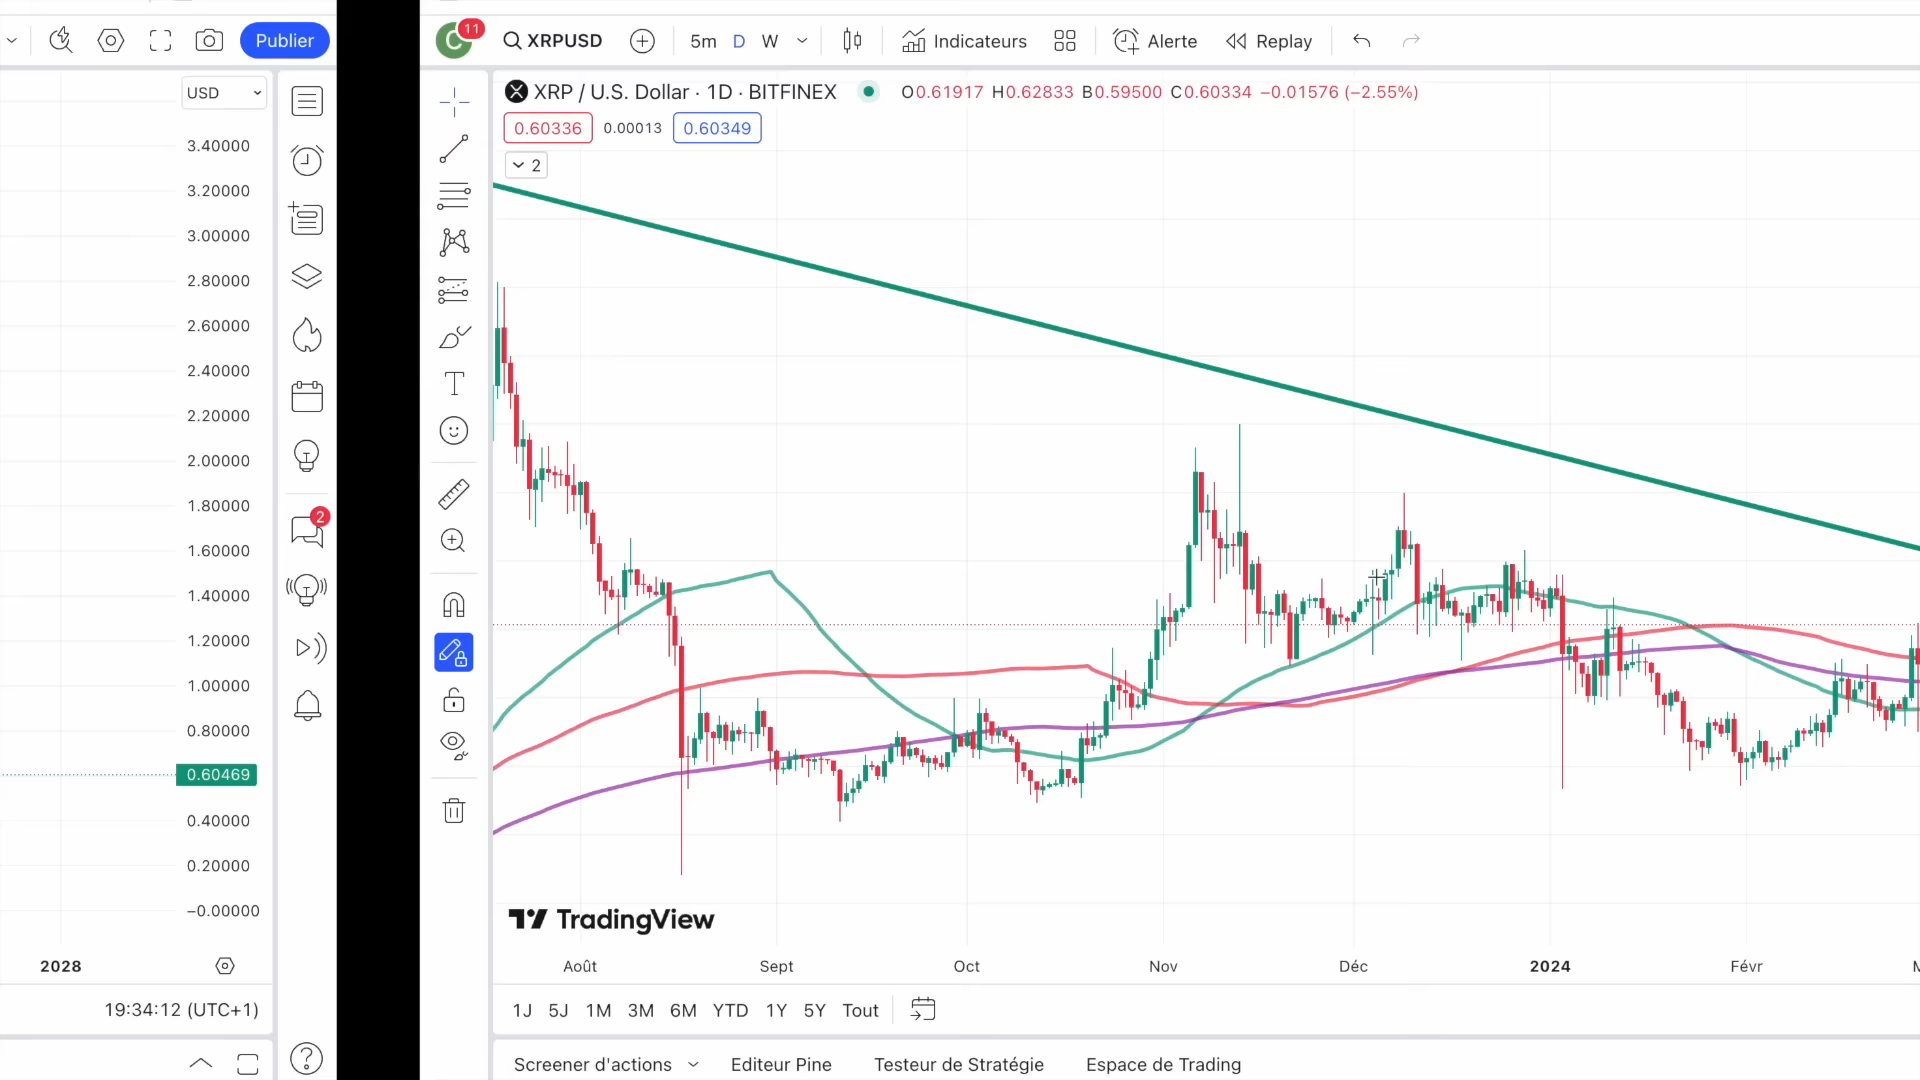 Publier
USD
3.40000
3.20000
3.00000
2.80000
2.60000
2.40000
2.20000
2.00000
1.80000
1.60000
1.40000
1.20000
1.00000
0.80000
0.60469
0.40000
0.20000
−0.00000
2028
19:34:12 (UTC+1)
2
C 11
XRPUSD
5m D W
Indicateurs
Alerte
Replay
XRP / U.S. Dollar · 1D · BITFINEX
O0.61917 H0.62833 B0.59500 C0.60334 −0.01576 (−2.55%)
0.60336 0.00013 0.60349
2
TradingView
Août Sept Oct Nov Déc 2024 Févr
1J 5J 1M 3M 6M YTD 1Y 5Y Tout
Screener d'actions Editeur Pine Testeur de Stratégie Espace de Trading